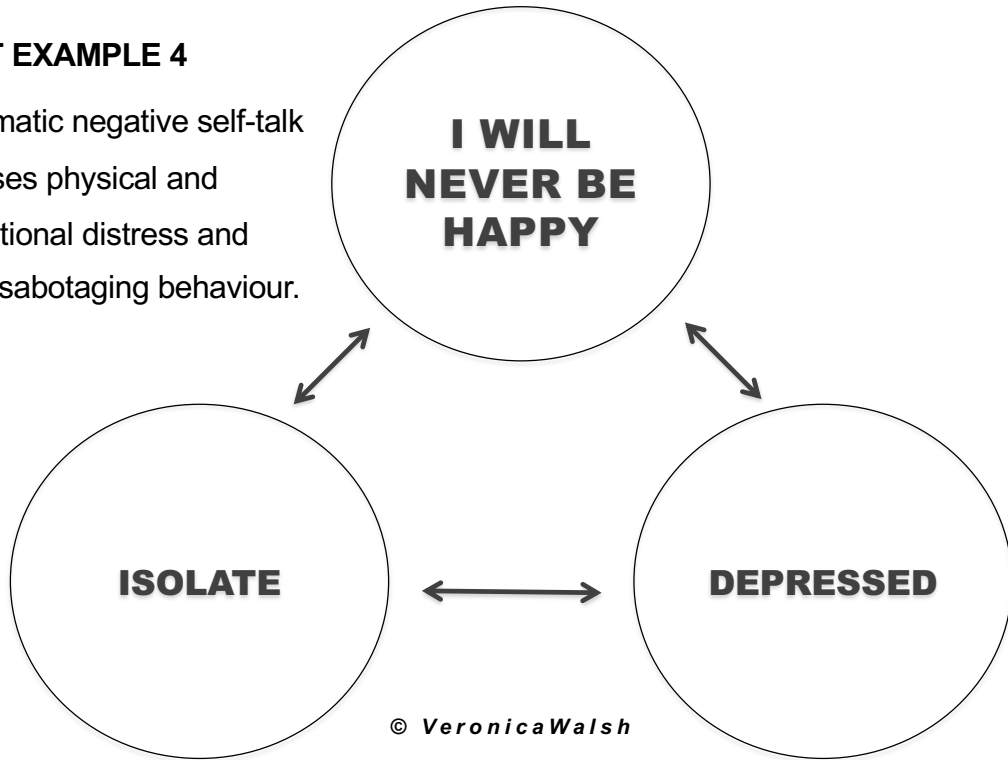 T EXAMPLE 4
matic negative self-talk
ses physical and
tional distress and
sabotaging behaviour.
I WILL
NEVER BE
HAPPY
ISOLATE
DEPRESSED
© VeronicaWalsh